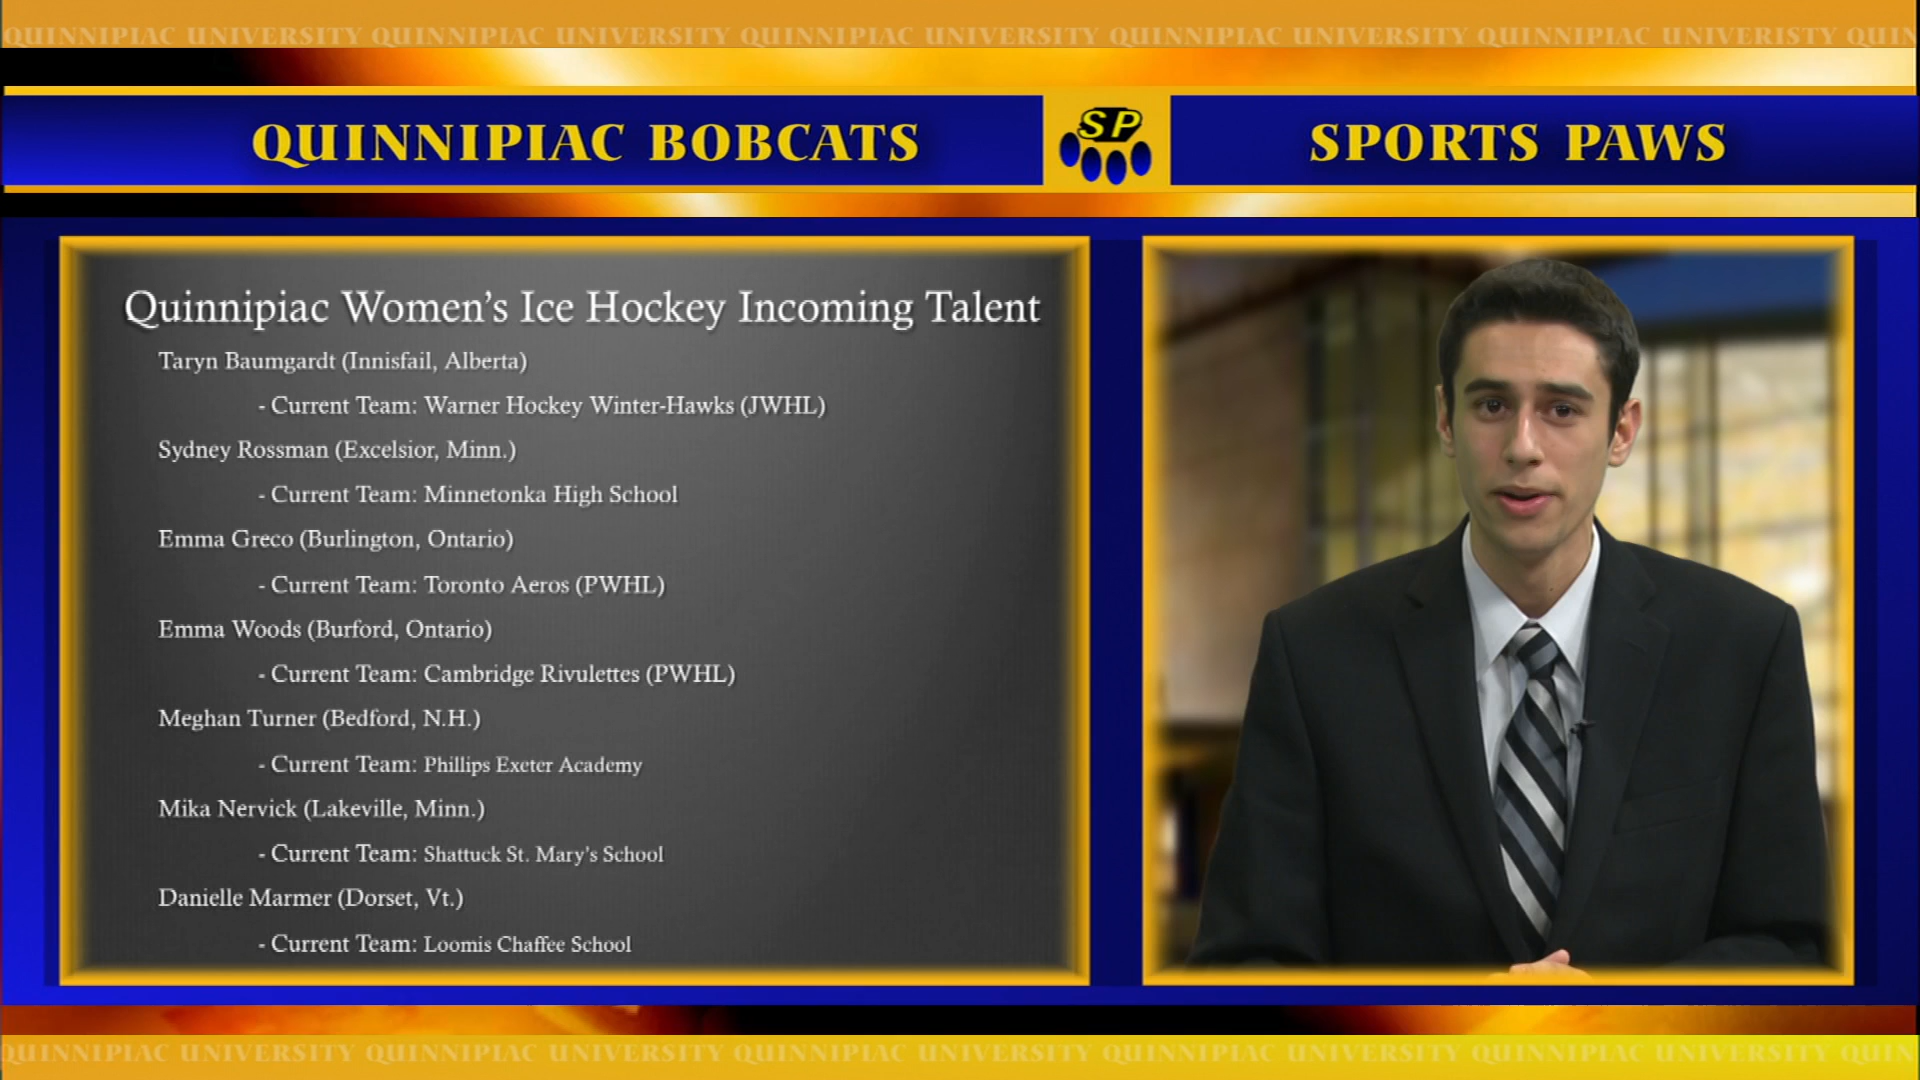 QUINNIPIAC UNIVERSITY QUINNIPIAC UNIVERSITY QUINNIPIAC UNIVERSITY QUINNIPIAC UNIVERSITY QUINNIPIAC UNIVERISTY QUIN
QUINNIPIAC BOBCATS
SP
SPORTS PAWS
Quinnipiac Women's Ice Hockey Incoming Talent
Taryn Baumgardt (Innisfail, Alberta)
- Current Team: Warner Hockey Winter-Hawks (JWHL)
Sydney Rossman (Excelsior, Minn.)
- Current Team: Minnetonka High School
Emma Greco (Burlington, Ontario)
- Current Team: Toronto Aeros (PWHL)
Emma Woods (Burford, Ontario)
- Current Team: Cambridge Rivulettes (PWHL)
Meghan Turner (Bedford, N.H.)
- Current Team: Phillips Exeter Academy
Mika Nervick (Lakeville, Minn.)
- Current Team: Shattuck St. Mary's School
Danielle Marmer (Dorset, Vt.)
- Current Team: Loomis Chaffee School
QUINNIPIAC UNIVERSITY QUINNIPIAC UNIVERSITY QUINNIPIAC UNIVERSITY QUINNIPIAC UNIVERSITY QUINNIPIAC UNIVERISTY QUIN